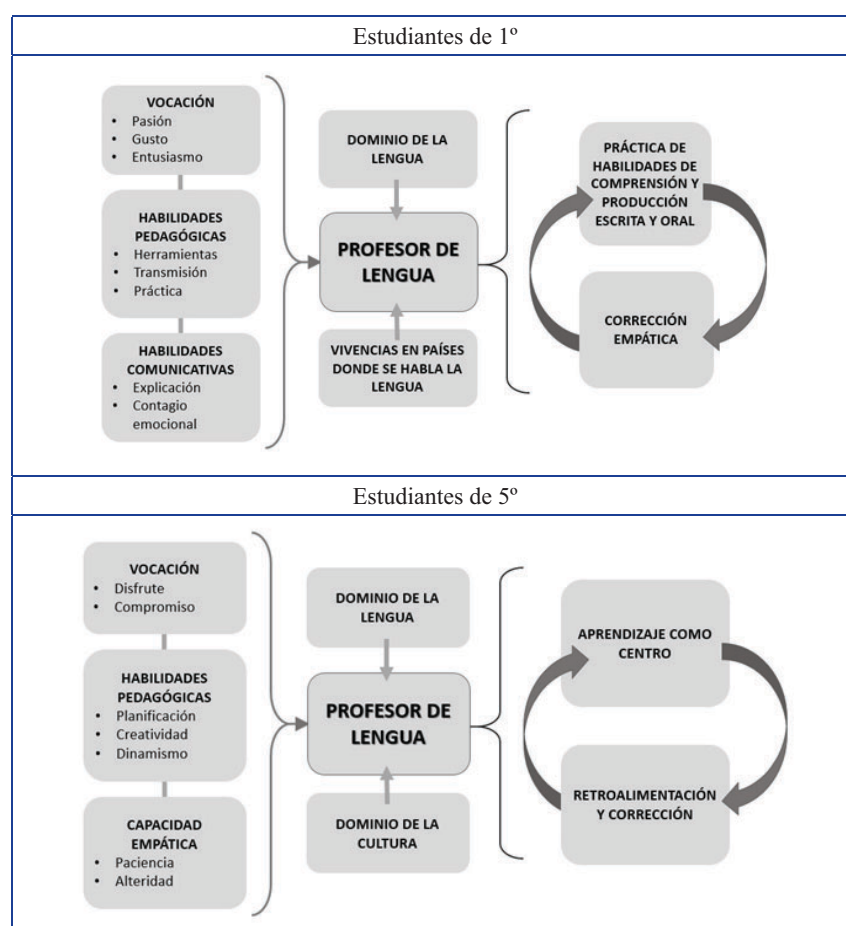 Estudiantes de 1º
VOCACIÓN
• Pasión
• Gusto
• Entusiasmo
HABILIDADES
PEDAGÓGICAS
• Herramientas
• Transmisión
• Práctica
HABILIDADES
COMUNICATIVAS
• Explicación
• Contagio
emocional
DOMINIO DE LA
LENGUA
PROFESOR DE
LENGUA
VIVENCIAS EN PAÍSES
DONDE SE HABLA LA
LENGUA
PRÁCTICA DE
HABILIDADES DE
COMPRENSIÓN Y
PRODUCCIÓN
ESCRITA Y ORAL
CORRECCIÓN
EMPÁTICA
Estudiantes de 5º
VOCACIÓN
• Disfrute
• Compromiso
HABILIDADES
PEDAGÓGICAS
• Planificación
• Creatividad
• Dinamismo
CAPACIDAD
EMPÁTICA
• Paciencia
• Alteridad
DOMINIO DE LA
LENGUA
PROFESOR DE
LENGUA
DOMINIO DE LA
CULTURA
APRENDIZAJE COMO
CENTRO
RETROALIMENTACIÓN
Y CORRECCIÓN